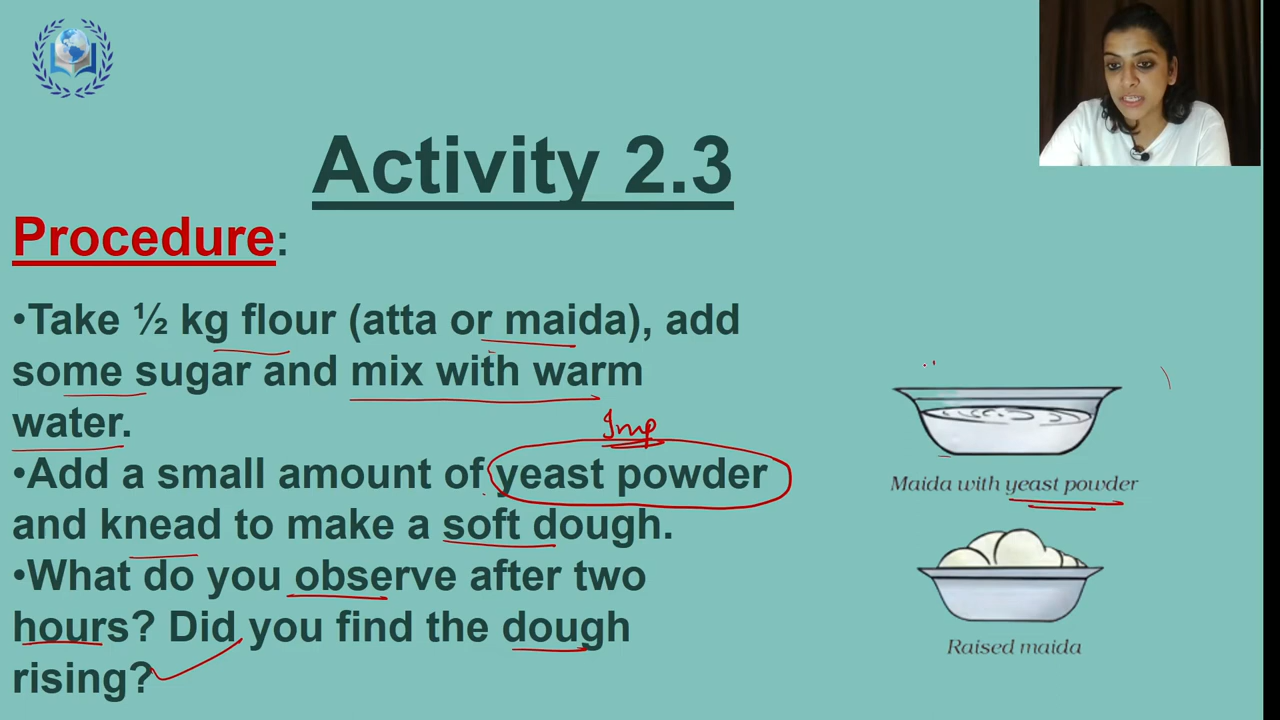 Activity 2.3
Procedure:
•Take ½ kg flour (atta or maida), add
some sugar and mix with warm
water.
Imp
•Add a small amount of yeast powder
and knead to make a soft dough.
•What do you observe after two
hours? Did you find the dough
rising?
Maida with yeast powder
Raised maida